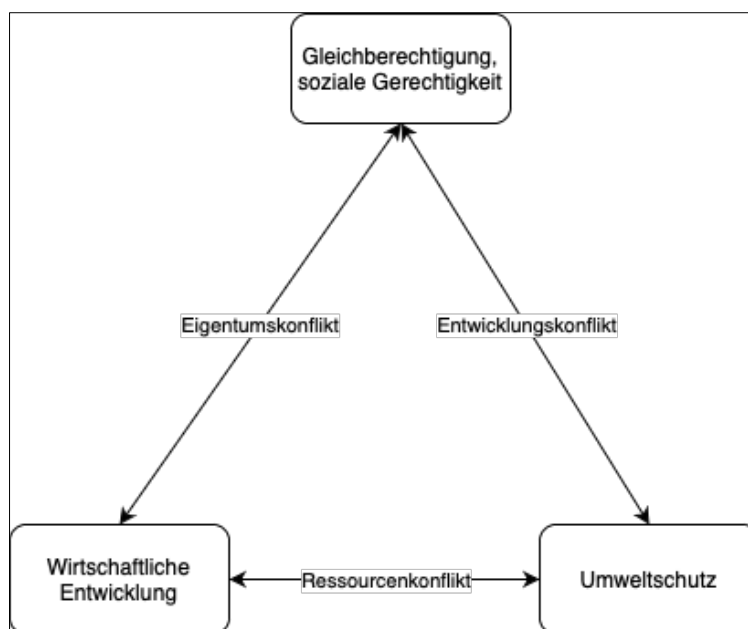 Gleichberechtigung,
soziale Gerechtigkeit
Eigentumskonflikt
Entwicklungskonflikt
Wirtschaftliche
Entwicklung
Ressourcenkonflikt
Umweltschutz